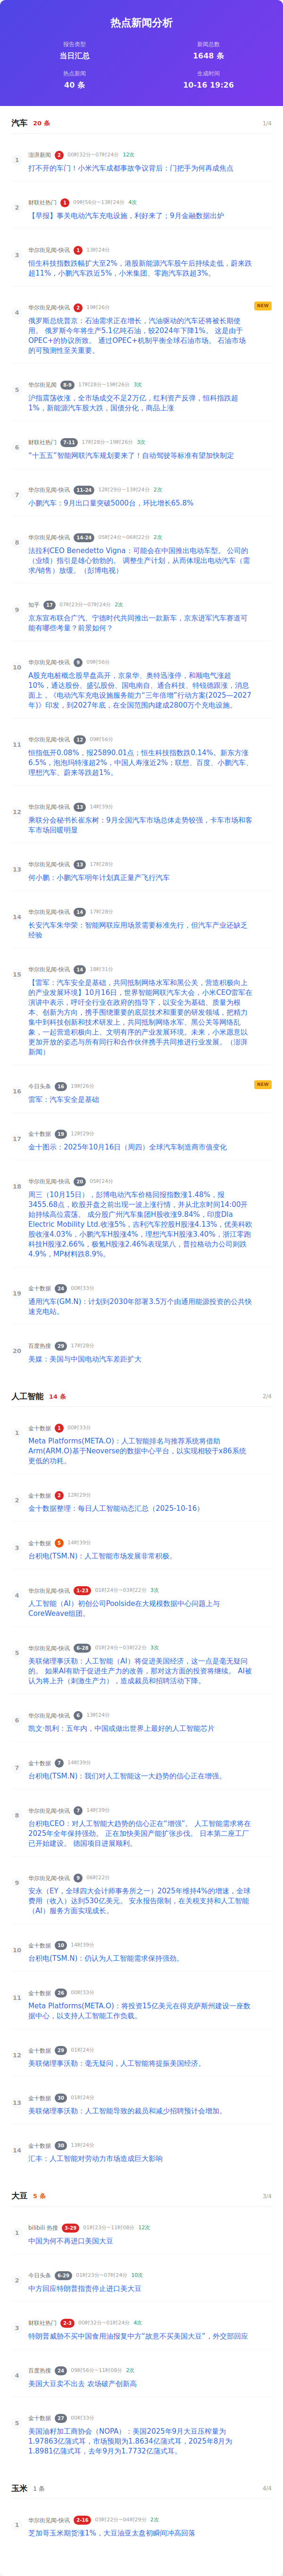 热点新闻分析
报告类型
当日汇总
新闻总数
1648 条
热点新闻
40 条
生成时间
10-16 19:26
汽车 20 条 1/4
1
澎湃新闻 2 00时32分~07时24分 12次
打不开的车门！小米汽车成都事故争议背后：门把手为何再成焦点
2
财联社热门 1 09时56分~13时24分 4次
【早报】事关电动汽车充电设施，利好来了；9月金融数据出炉
3
华尔街见闻-快讯 1 13时24分
恒生科技指数跌幅扩大至2%，港股新能源汽车股午后持续走低，蔚来跌
超11%，小鹏汽车跌近5%，小米集团、零跑汽车跌超3%。
4
华尔街见闻-快讯 2 19时26分
NEW
俄罗斯总统普京：石油需求正在增长，汽油驱动的汽车还将被长期使
用。 俄罗斯今年将生产5.1亿吨石油，较2024年下降1%。 这是由于
OPEC+的协议所致。 通过OPEC+机制平衡全球石油市场。 石油市场
的可预测性至关重要。
5
华尔街见闻 8-9 17时28分~19时26分 3次
沪指震荡收涨，全市场成交不足2万亿，红利资产反弹，恒科指跌超
1%，新能源汽车股大跌，国债分化，商品上涨
6
财联社热门 7-11 17时28分~19时26分 3次
“十五五”智能网联汽车规划要来了！自动驾驶等标准有望加快制定
7
华尔街见闻-快讯 11-24 12时29分~13时24分 2次
小鹏汽车：9月出口量突破5000台，环比增长65.8%
8
华尔街见闻-快讯 14-24 05时24分~06时22分 2次
法拉利CEO Benedetto Vigna：可能会在中国推出电动车型。 公司的
（业绩）指引是雄心勃勃的。 调整生产计划，从而体现出电动汽车（需
求/销售）放缓。（彭博电视）
9
知乎 17 07时23分~07时24分 2次
京东宣布联合广汽、宁德时代共同推出一款新车，京东进军汽车赛道可
能有哪些考量？前景如何？
10
华尔街见闻-快讯 9 09时56分
A股充电桩概念股早盘高开，京泉华、奥特迅涨停，和顺电气涨超
10%，通达股份、盛弘股份、国电南自、通合科技、特锐德跟涨，消息
面上，《电动汽车充电设施服务能力“三年倍增”行动方案(2025—2027
年)》印发，到2027年底，在全国范围内建成2800万个充电设施。
11
华尔街见闻-快讯 12 09时56分
恒指低开0.08%，报25890.01点；恒生科技指数跌0.14%。新东方涨
6.5%，泡泡玛特涨超2%，中国人寿涨近2%；联想、百度、小鹏汽车、
理想汽车、蔚来等跌超1%。
12
华尔街见闻-快讯 13 14时39分
乘联分会秘书长崔东树：9月全国汽车市场总体走势较强，卡车市场和客
车市场回暖明显
13
华尔街见闻-快讯 13 17时28分
何小鹏：小鹏汽车明年计划真正量产飞行汽车
14
华尔街见闻-快讯 14 17时28分
长安汽车朱华荣：智能网联应用场景需要标准先行，但汽车产业还缺乏
经验
15
华尔街见闻-快讯 14 18时31分
【雷军：汽车安全是基础，共同抵制网络水军和黑公关，营造积极向上
的产业发展环境】10月16日，世界智能网联汽车大会，小米CEO雷军在
演讲中表示，呼吁全行业在政府的指导下，以安全为基础、质量为根
本、创新为方向，携手围绕重要的底层技术和重要的研发领域，把精力
集中到科技创新和技术研发上，共同抵制网络水军、黑公关等网络乱
象，一起营造积极向上、文明有序的产业发展环境。未来，小米愿意以
更加开放的姿态与所有同行和合作伙伴携手共同推进行业发展。（澎湃
新闻）
16
今日头条 16 19时26分
NEW
雷军：汽车安全是基础
17
金十数据 19 12时29分
金十图示：2025年10月16日（周四）全球汽车制造商市值变化
18
华尔街见闻-快讯 20 05时24分
周三（10月15日），彭博电动汽车价格回报指数涨1.48%，报
3455.68点，欧股开盘之前出现一波上涨行情，并从北京时间14:00开
始持续高位震荡。 成分股广州汽车集团H股收涨9.84%，印度Ola
Electric Mobility Ltd.收涨5%，吉利汽车控股H股涨4.13%，优美科欧
股收涨4.03%，小鹏汽车H股涨4%，理想汽车H股涨3.40%，浙江零跑
科技H股涨2.66%，极氪H股涨2.46%表现第八，普拉格动力公司则跌
4.9%，MP材料跌8.9%。
19
金十数据 24 00时33分
通用汽车(GM.N)：计划到2030年部署3.5万个由通用能源投资的公共快
速充电站。
20
百度热搜 29 17时28分
美媒：美国与中国电动汽车差距扩大
人工智能 14 条 2/4
1
金十数据 1 00时33分
Meta Platforms(META.O)：人工智能排名与推荐系统将借助
Arm(ARM.O)基于Neoverse的数据中心平台，以实现相较于x86系统
更低的功耗。
2
金十数据 2 12时29分
金十数据整理：每日人工智能动态汇总（2025-10-16）
3
金十数据 5 14时39分
台积电(TSM.N)：人工智能市场发展非常积极。
4
华尔街见闻-快讯 1-23 01时24分~03时22分 3次
人工智能（AI）初创公司Poolside在大规模数据中心问题上与
CoreWeave组团。
5
华尔街见闻-快讯 6-28 01时24分~03时22分 3次
美联储理事沃勒：人工智能（AI）将促进美国经济，这一点是毫无疑问
的。 如果AI有助于促进生产力的改善，那对这方面的投资将继续。 AI被
认为将上升（刺激生产力），造成裁员和招聘活动下降。
6
华尔街见闻-快讯 6 13时24分
凯文·凯利：五年内，中国或做出世界上最好的人工智能芯片
7
金十数据 7 14时39分
台积电(TSM.N)：我们对人工智能这一大趋势的信心正在增强。
8
华尔街见闻-快讯 7 14时39分
台积电CEO：对人工智能大趋势的信心正在“增强”。 人工智能需求将在
2025年全年保持强劲。 正在加快美国产能扩张步伐。 日本第二座工厂
已开始建设。 德国项目进展顺利。
9
华尔街见闻-快讯 9 06时22分
安永（EY，全球四大会计师事务所之一）2025年维持4%的增速，全球
费用（收入）达到530亿美元。 安永报告限制，在关税支持和人工智能
（AI）服务方面实现成长。
10
金十数据 10 14时39分
台积电(TSM.N)：仍认为人工智能需求保持强劲。
11
金十数据 26 00时33分
Meta Platforms(META.O)：将投资15亿美元在得克萨斯州建设一座数
据中心，以支持人工智能工作负载。
12
金十数据 29 01时24分
美联储理事沃勒：毫无疑问，人工智能将提振美国经济。
13
金十数据 30 01时24分
美联储理事沃勒：人工智能导致的裁员和减少招聘预计会增加。
14
金十数据 30 13时24分
汇丰：人工智能对劳动力市场造成巨大影响
大豆 5 条 3/4
1
bilibili 热搜 3-29 01时23分~11时08分 12次
中国为何不再进口美国大豆
2
今日头条 6-29 01时23分~07时24分 10次
中方回应特朗普指责停止进口美大豆
3
财联社热门 2-3 00时33分~01时24分 4次
特朗普威胁不买中国食用油报复中方“故意不买美国大豆”，外交部回应
4
百度热搜 24 09时56分~11时08分 2次
美国大豆卖不出去 农场破产创新高
5
金十数据 27 00时33分
美国油籽加工商协会（NOPA）：美国2025年9月大豆压榨量为
1.97863亿蒲式耳，市场预期为1.8634亿蒲式耳，2025年8月为
1.8981亿蒲式耳，去年9月为1.7732亿蒲式耳。
玉米 1 条 4/4
1
华尔街见闻-快讯 2-16 03时22分~04时29分 2次
芝加哥玉米期货涨1%，大豆油亚太盘初瞬间冲高回落